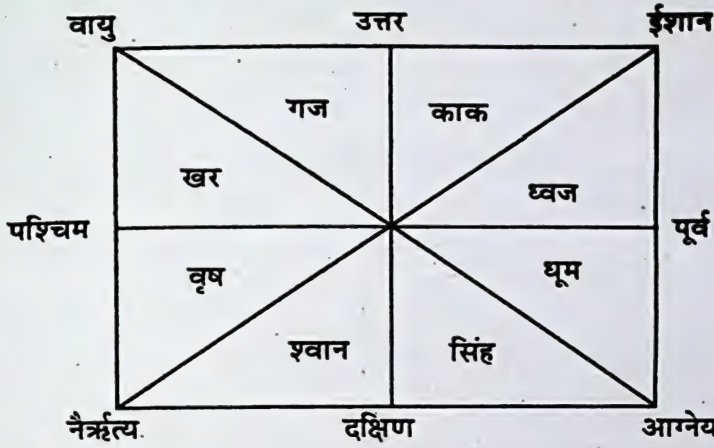 वायु उत्तर ईशान
गज काक
खर ध्वज
पश्चिम पूर्व
वृष धूम
श्वान सिंह
नैर्ऋत्य. दक्षिण आग्नेय